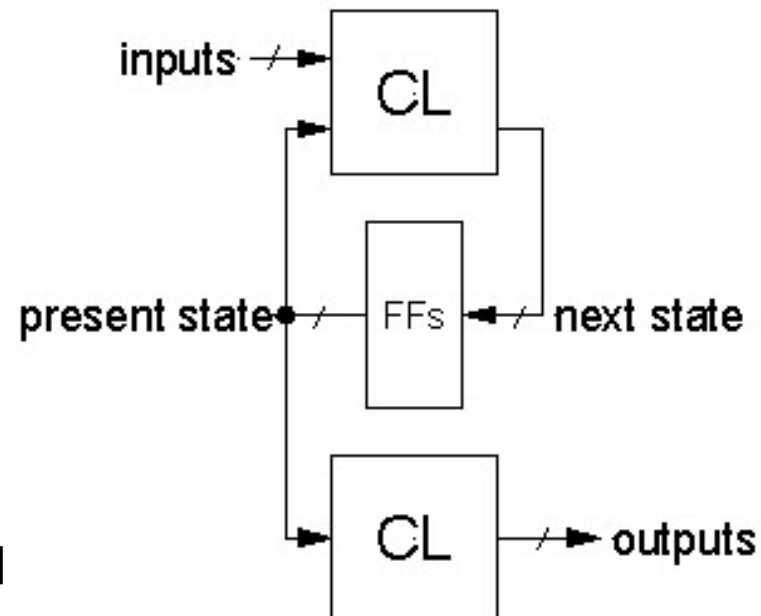 inputs
CL
present state
FFs
next state
CL
outputs